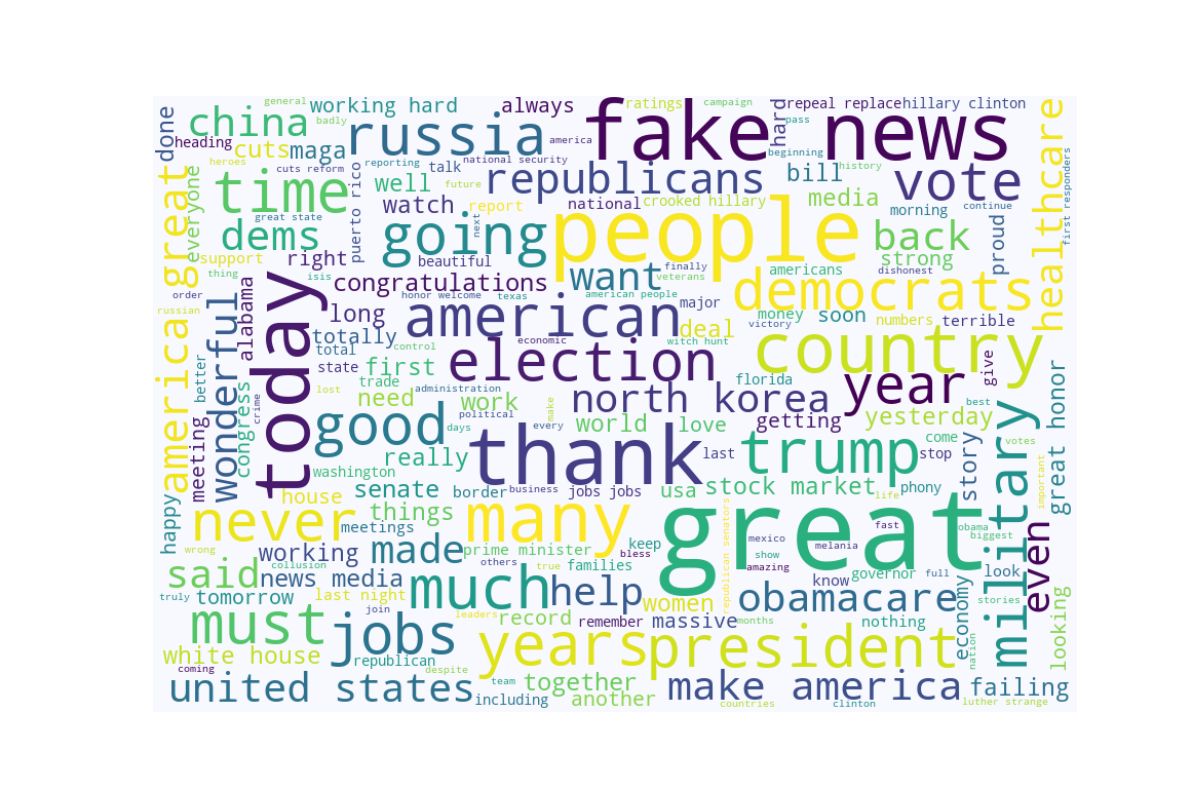 general
working hard
always
ratings
campaign
repeal replace
hillary clinton
china
badly
russia
fake news
hard
pass
done
heading
cuts
maga
america
beginning
healthcare
heroes
cuts reform
reporting
talk
national security
republicans
bill
vote
history
first responders
time
puerto rico
well
future
report
national
crooked hillary
media
morning
continue
everyone
great state
watch
next
people
dems
going
back
proud
support
right
beautiful
want
finally
americans
strong
dishonest
thing
isis
congratulations
veterans
democrats
order
today
honor welcome
texas
american people
major
america great
russian
wonderful
alabama
long
american
deal
money
soon
numbers
terrible
victory
totally
control
economic
witch hunt
country
total
election
better
state
first
give
trade
administration
north korea
florida
year
best
congress
crime
lost
need
work
make
love
yesterday
good
political
world
getting
days
every
thank
last
trump
come
stop
votes
meeting
really
story
military
great honor
washington
happy
house
senate
border
business
jobs jobs
usa
stock market
phony
important
life
never
things
many
great
fast
obama
meetings
biggest
wrong
working
made
prime minister
keep
bless
republican senators
mexico
show
melania
even
collusion
others
said
news media
true
families
amazing
know
governor
full
look
truly
tomorrow
last night
much
help
women
obamacare
economy
stories
join
leaders
record
remember
massive
months
nothing
must
jobs
years
president
nation
looking
white house
republican
coming
despite
team
together
united states
including
another
make america
countries
clinton
failing
luther strange